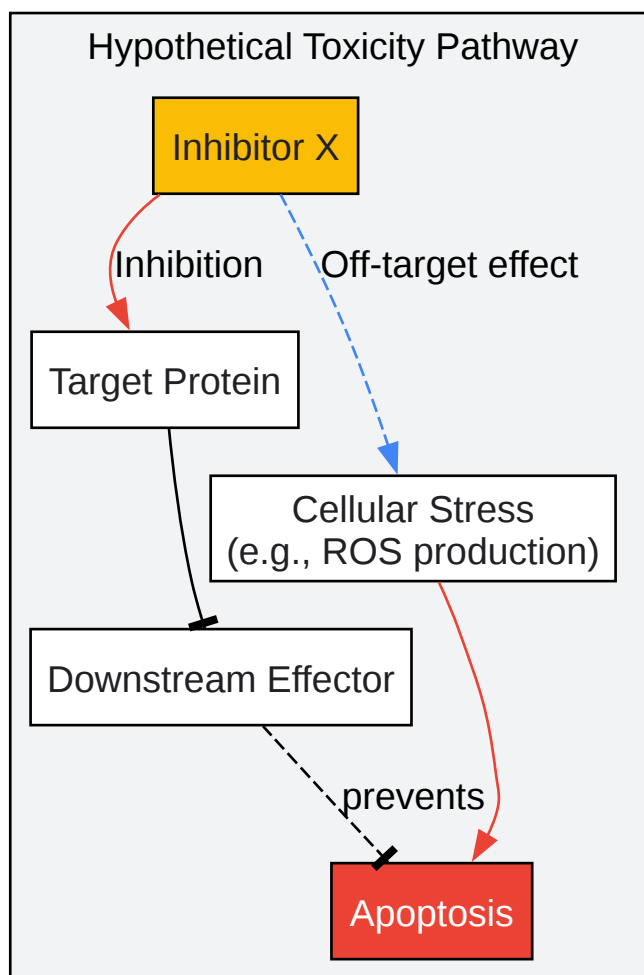 Hypothetical Toxicity Pathway
Inhibitor X
Inhibition
Off-target effect
Target Protein
Cellular Stress
(e.g., ROS production)
Downstream Effector
prevents
Apoptosis